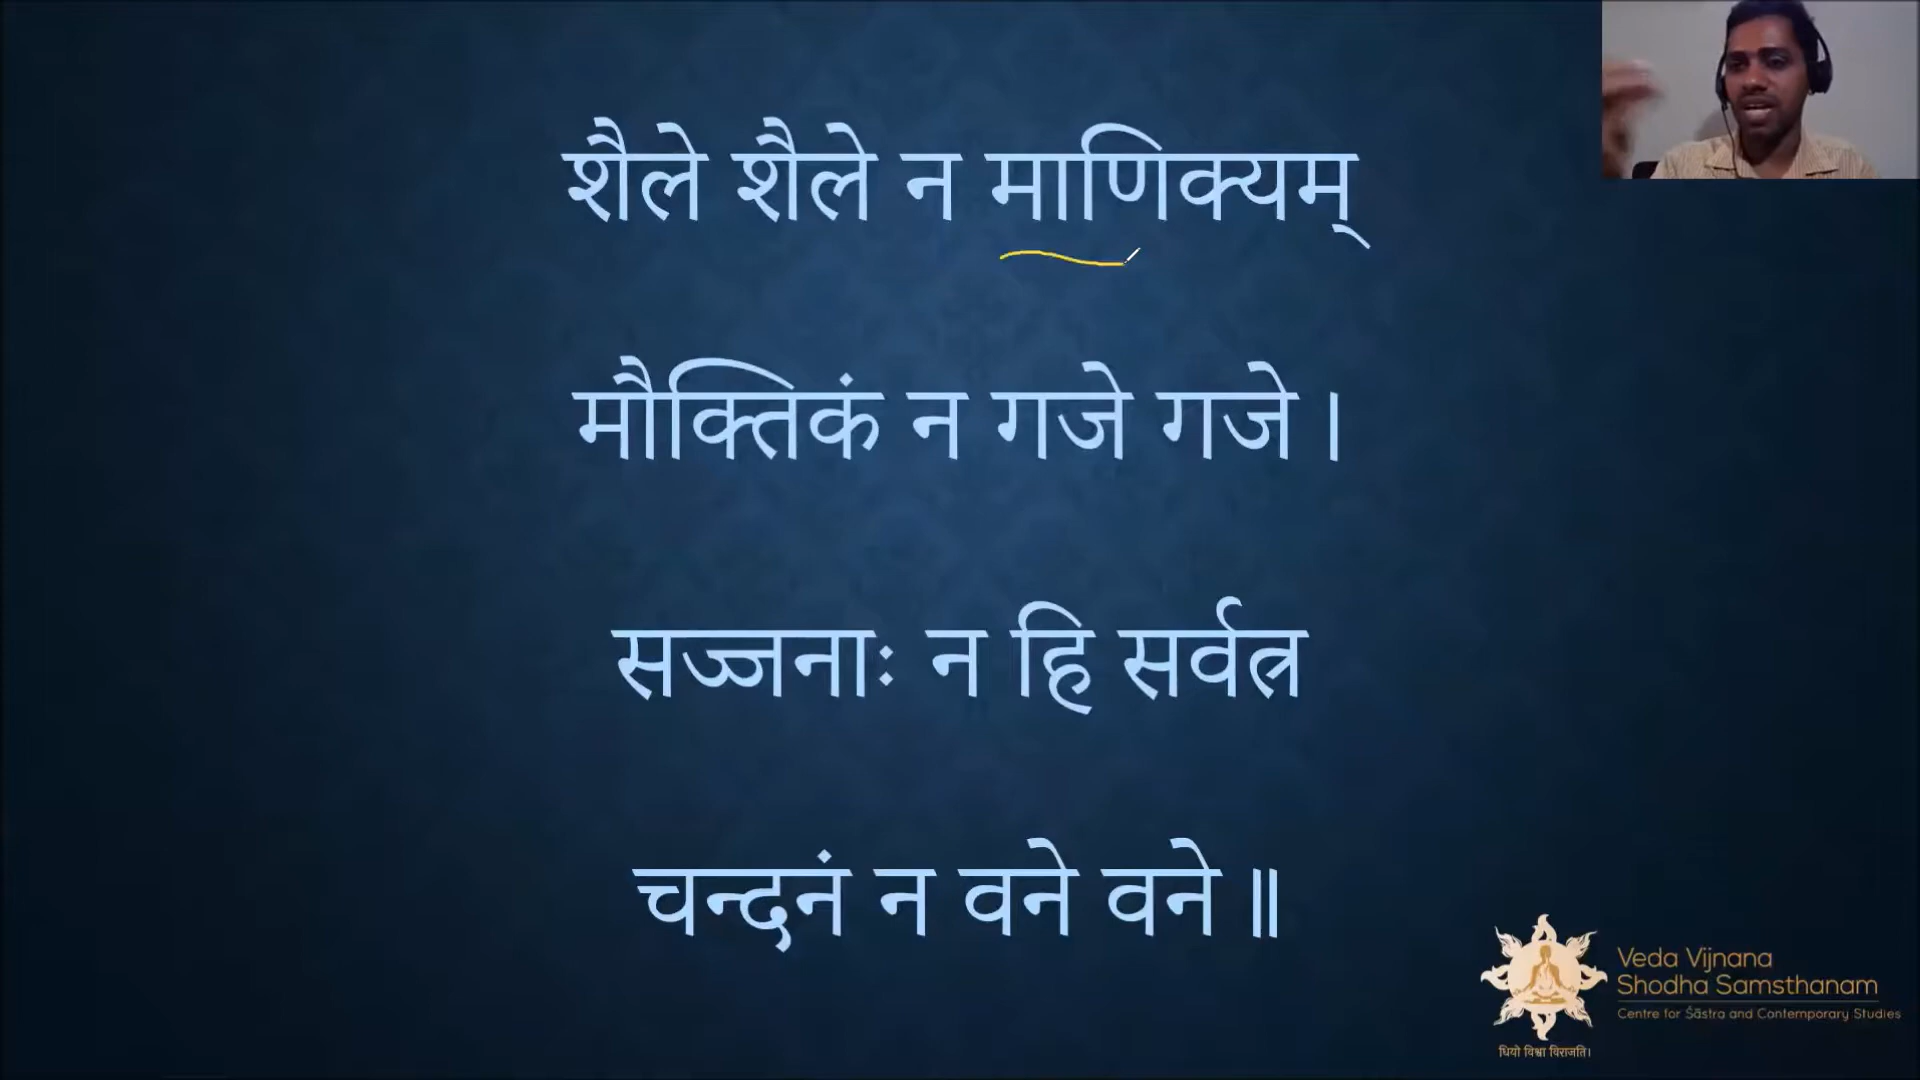 शैले शैले न माणिक्यम्
मौक्तिकं न गजे गजे।
सज्जनाः न हि सर्वत्र
चन्दनं न वने वने॥
Veda Vijnana
Shodha Samsthanam
Centre for Śāstra and Contemporary Studies
धियो विश्वा विराजति।